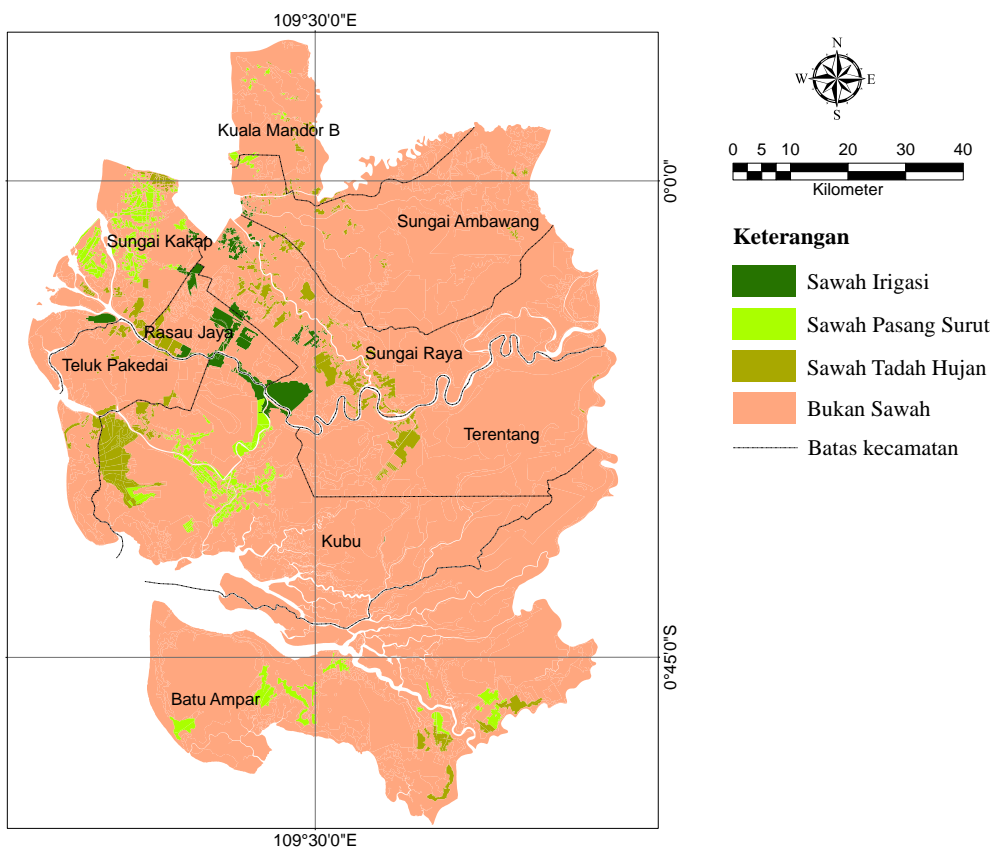 109°30'0"E
Kuala Mandor B
0°0'0"
Sungai Ambawang
Sungai Kakap
Rasau Jaya
Sungai Raya
Teluk Pakedai
Terentang
Kubu
0°45'0"S
Batu Ampar
109°30'0"E
N
W E
S
0 5 10 20 30 40
Kilometer
Keterangan
Sawah Irigasi
Sawah Pasang Surut
Sawah Tadah Hujan
Bukan Sawah
Batas kecamatan